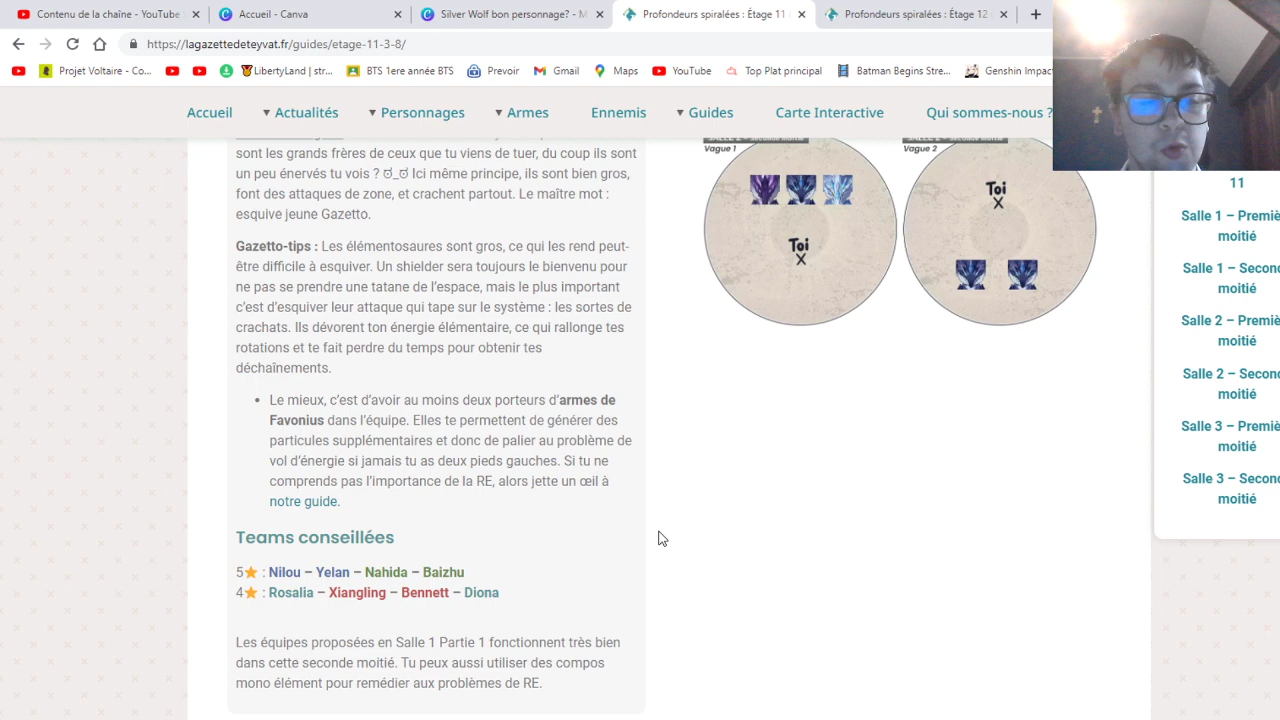 Contenu de la chaîne - YouTube
Accueil - Canva
Silver Wolf bon personnage? - M
Profondeurs spiralées : Étage 11
Profondeurs spiralées : Étage 12
https://lagazettedeteyvat.fr/guides/etage-11-3-8/
Projet Voltaire - Co...
LibertyLand | str...
BTS 1ere année BTS
Prevoir
Gmail
Maps
YouTube
Top Plat principal
Batman Begins Stre...
Genshin Impac
Accueil
Actualités
Personnages
Armes
Ennemis
Guides
Carte Interactive
Qui sommes-nous ?
sont les grands frères de ceux que tu viens de tuer, du coup ils sont
un peu énervés tu vois ? ಠ_ಠ Ici même principe, ils sont bien gros,
font des attaques de zone, et crachent partout. Le maître mot :
esquive jeune Gazetto.
Gazetto-tips : Les élémentosaures sont gros, ce qui les rend peut-
être difficile à esquiver. Un shielder sera toujours le bienvenu pour
ne pas se prendre une tatane de l'espace, mais le plus important
c'est d'esquiver leur attaque qui tape sur le système : les sortes de
crachats. Ils dévorent ton énergie élémentaire, ce qui rallonge tes
rotations et te fait perdre du temps pour obtenir tes
déchaînements.
• Le mieux, c'est d'avoir au moins deux porteurs d'armes de
Favonius dans l'équipe. Elles te permettent de générer des
particules supplémentaires et donc de palier au problème de
vol d'énergie si jamais tu as deux pieds gauches. Si tu ne
comprends pas l'importance de la RE, alors jette un œil à
notre guide.
Teams conseillées
5⭐ : Nilou – Yelan – Nahida – Baizhu
4⭐ : Rosalia – Xiangling – Bennett – Diona
Les équipes proposées en Salle 1 Partie 1 fonctionnent très bien
dans cette seconde moitié. Tu peux aussi utiliser des compos
mono élément pour remédier aux problèmes de RE.
Vague 1
Toi
X
Vague 2
Toi
X
11
Salle 1 – Premiè
moitié
Salle 1 – Secon
moitié
Salle 2 – Premiè
moitié
Salle 2 – Secon
moitié
Salle 3 – Premiè
moitié
Salle 3 – Secon
moitié